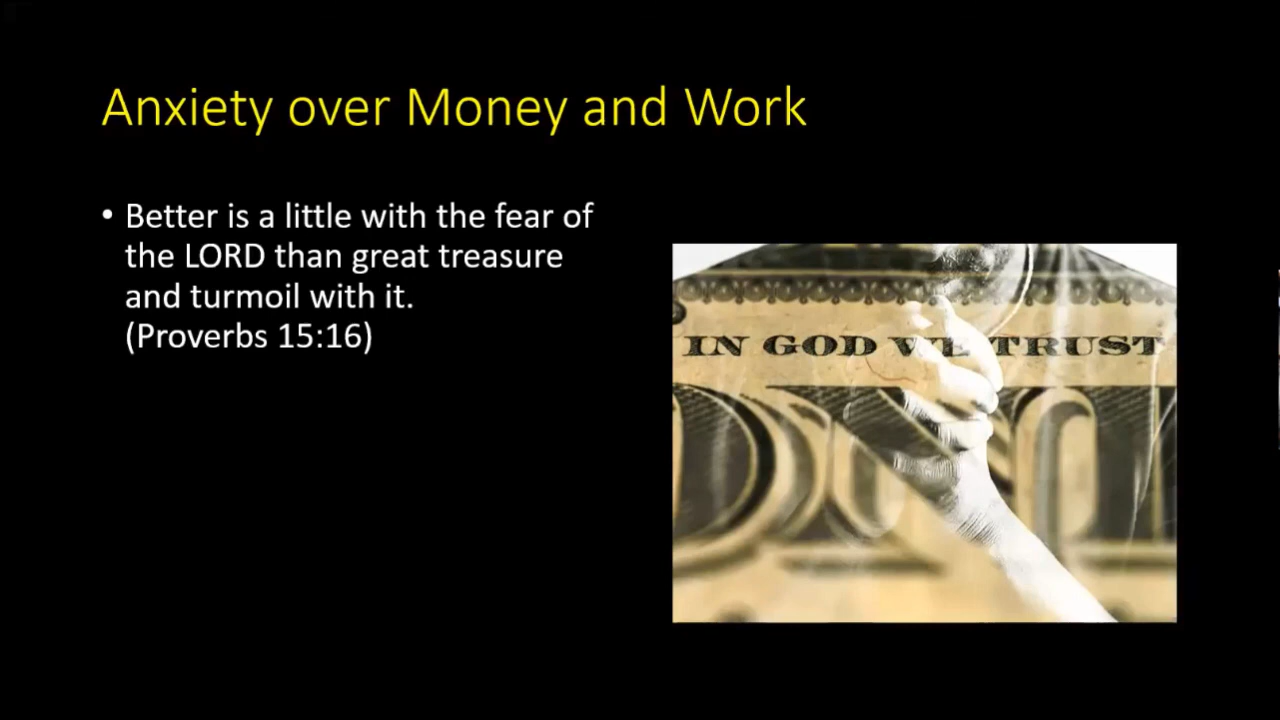 Anxiety over Money and Work
• Better is a little with the fear of
the LORD than great treasure
and turmoil with it.
(Proverbs 15:16)
IN GOD WE TRUST